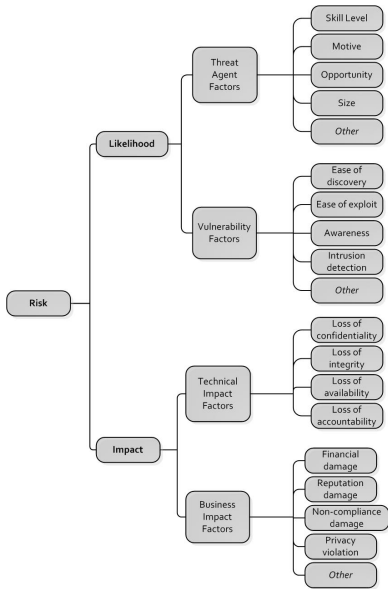 Risk
Likelihood
Threat
Agent
Factors
Skill Level
Motive
Opportunity
Size
Other
Vulnerability
Factors
Ease of
discovery
Ease of exploit
Awareness
Intrusion
detection
Other
Impact
Technical
Impact
Factors
Loss of
confidentiality
Loss of
integrity
Loss of
availability
Loss of
accountability
Business
Impact
Factors
Financial
damage
Reputation
damage
Non-compliance
damage
Privacy
violation
Other